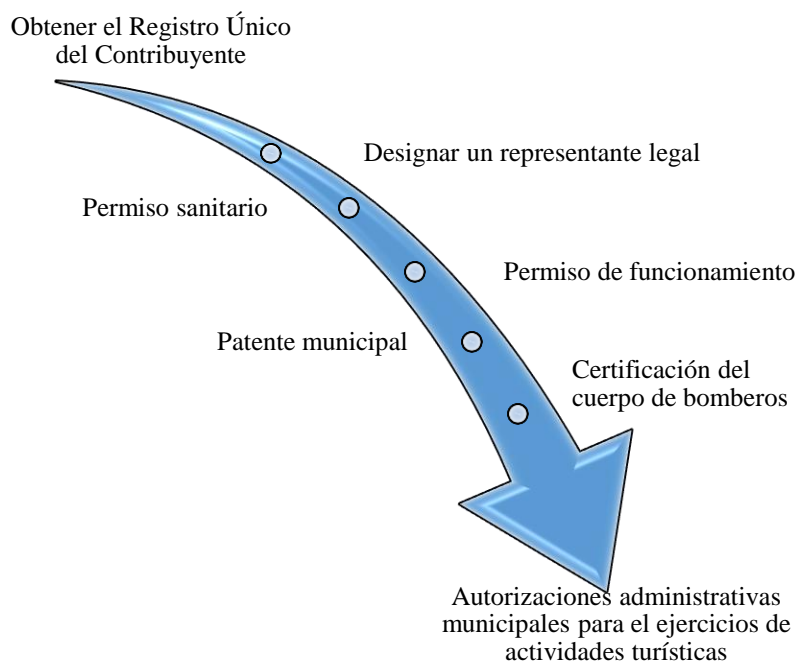 Obtener el Registro Único
del Contribuyente
Designar un representante legal
Permiso sanitario
Permiso de funcionamiento
Patente municipal
Certificación del
cuerpo de bomberos
Autorizaciones administrativas
municipales para el ejercicios de
actividades turísticas